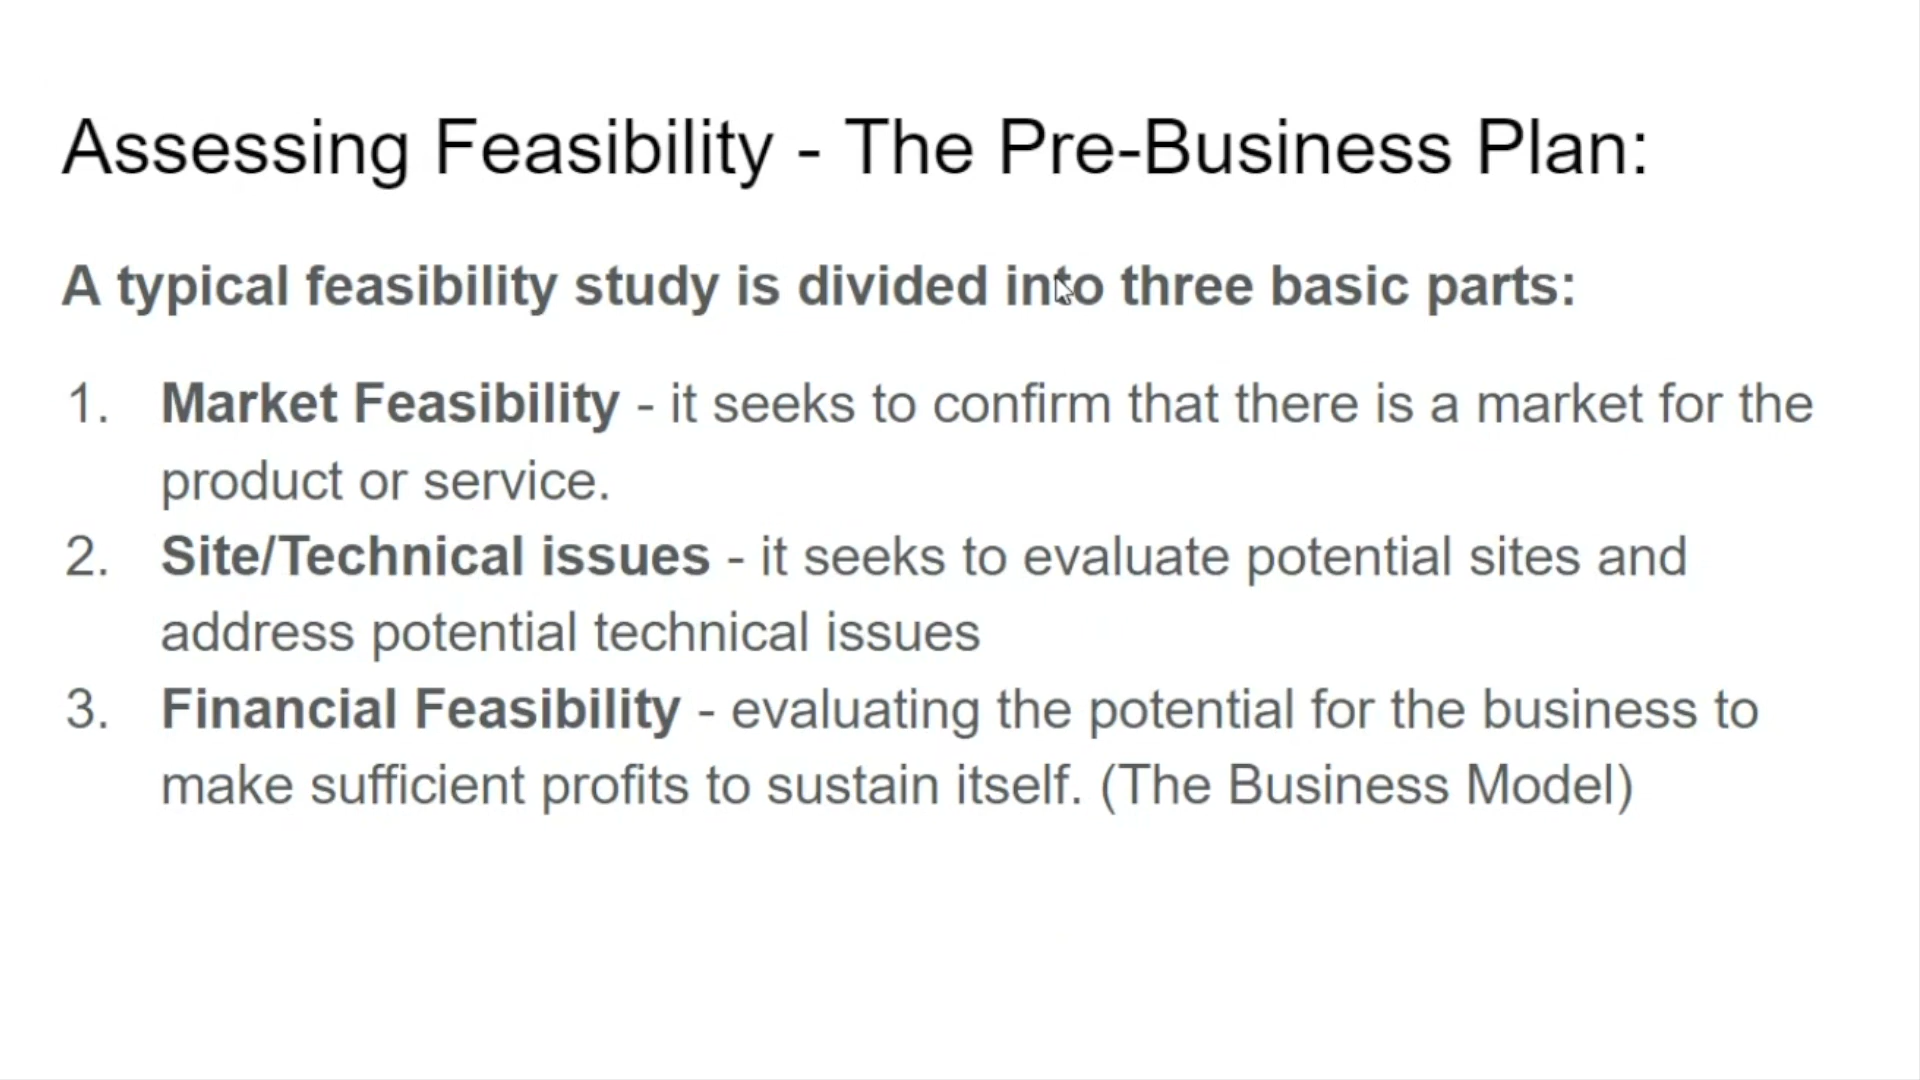 Assessing Feasibility - The Pre-Business Plan:
A typical feasibility study is divided into three basic parts:
1. Market Feasibility - it seeks to confirm that there is a market for the
product or service.
2. Site/Technical issues - it seeks to evaluate potential sites and
address potential technical issues
3. Financial Feasibility - evaluating the potential for the business to
make sufficient profits to sustain itself. (The Business Model)